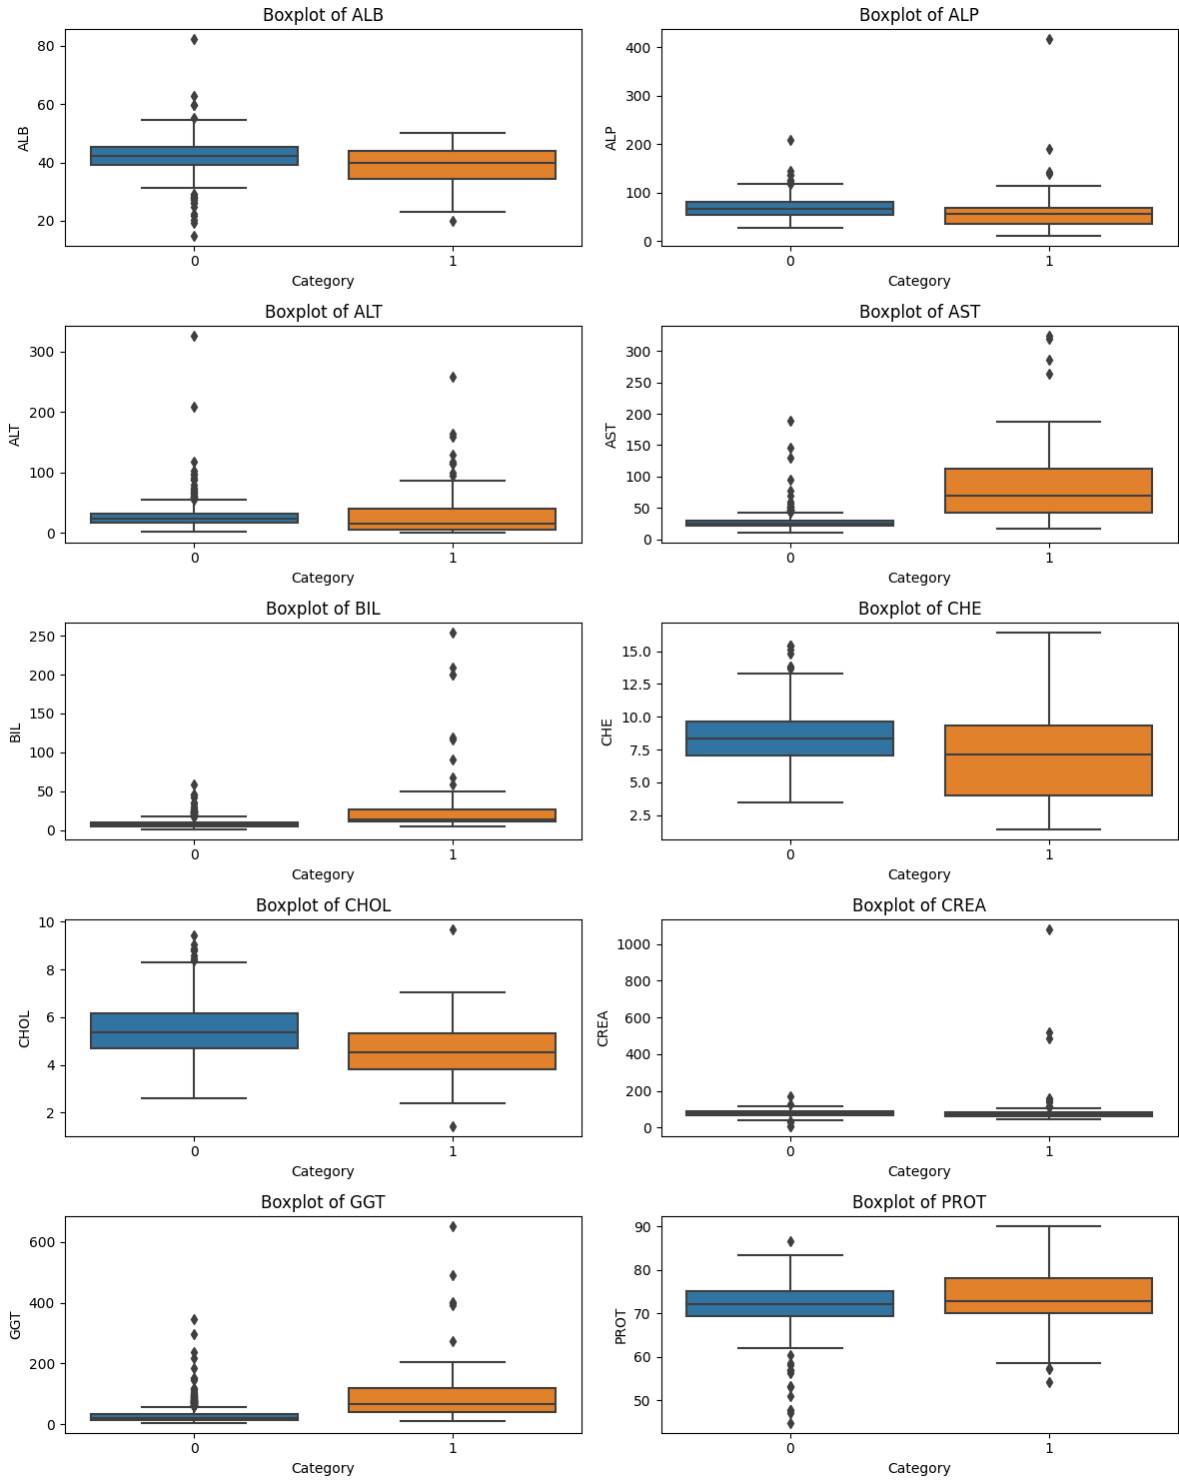 Boxplot of ALB
80
60
40
20
ALB
0
1
Category
Boxplot of ALP
400
300
200
100
0
ALP
0
1
Category
Boxplot of ALT
300
200
100
0
ALT
0
1
Category
Boxplot of AST
300
250
200
150
100
50
0
AST
0
1
Category
Boxplot of BIL
250
200
150
100
50
0
BIL
0
1
Category
Boxplot of CHE
15.0
12.5
10.0
7.5
5.0
2.5
CHE
0
1
Category
Boxplot of CHOL
10
8
6
4
2
CHOL
0
1
Category
Boxplot of CREA
1000
800
600
400
200
0
CREA
0
1
Category
Boxplot of GGT
600
400
200
0
GGT
0
1
Category
Boxplot of PROT
90
80
70
60
50
PROT
0
1
Category